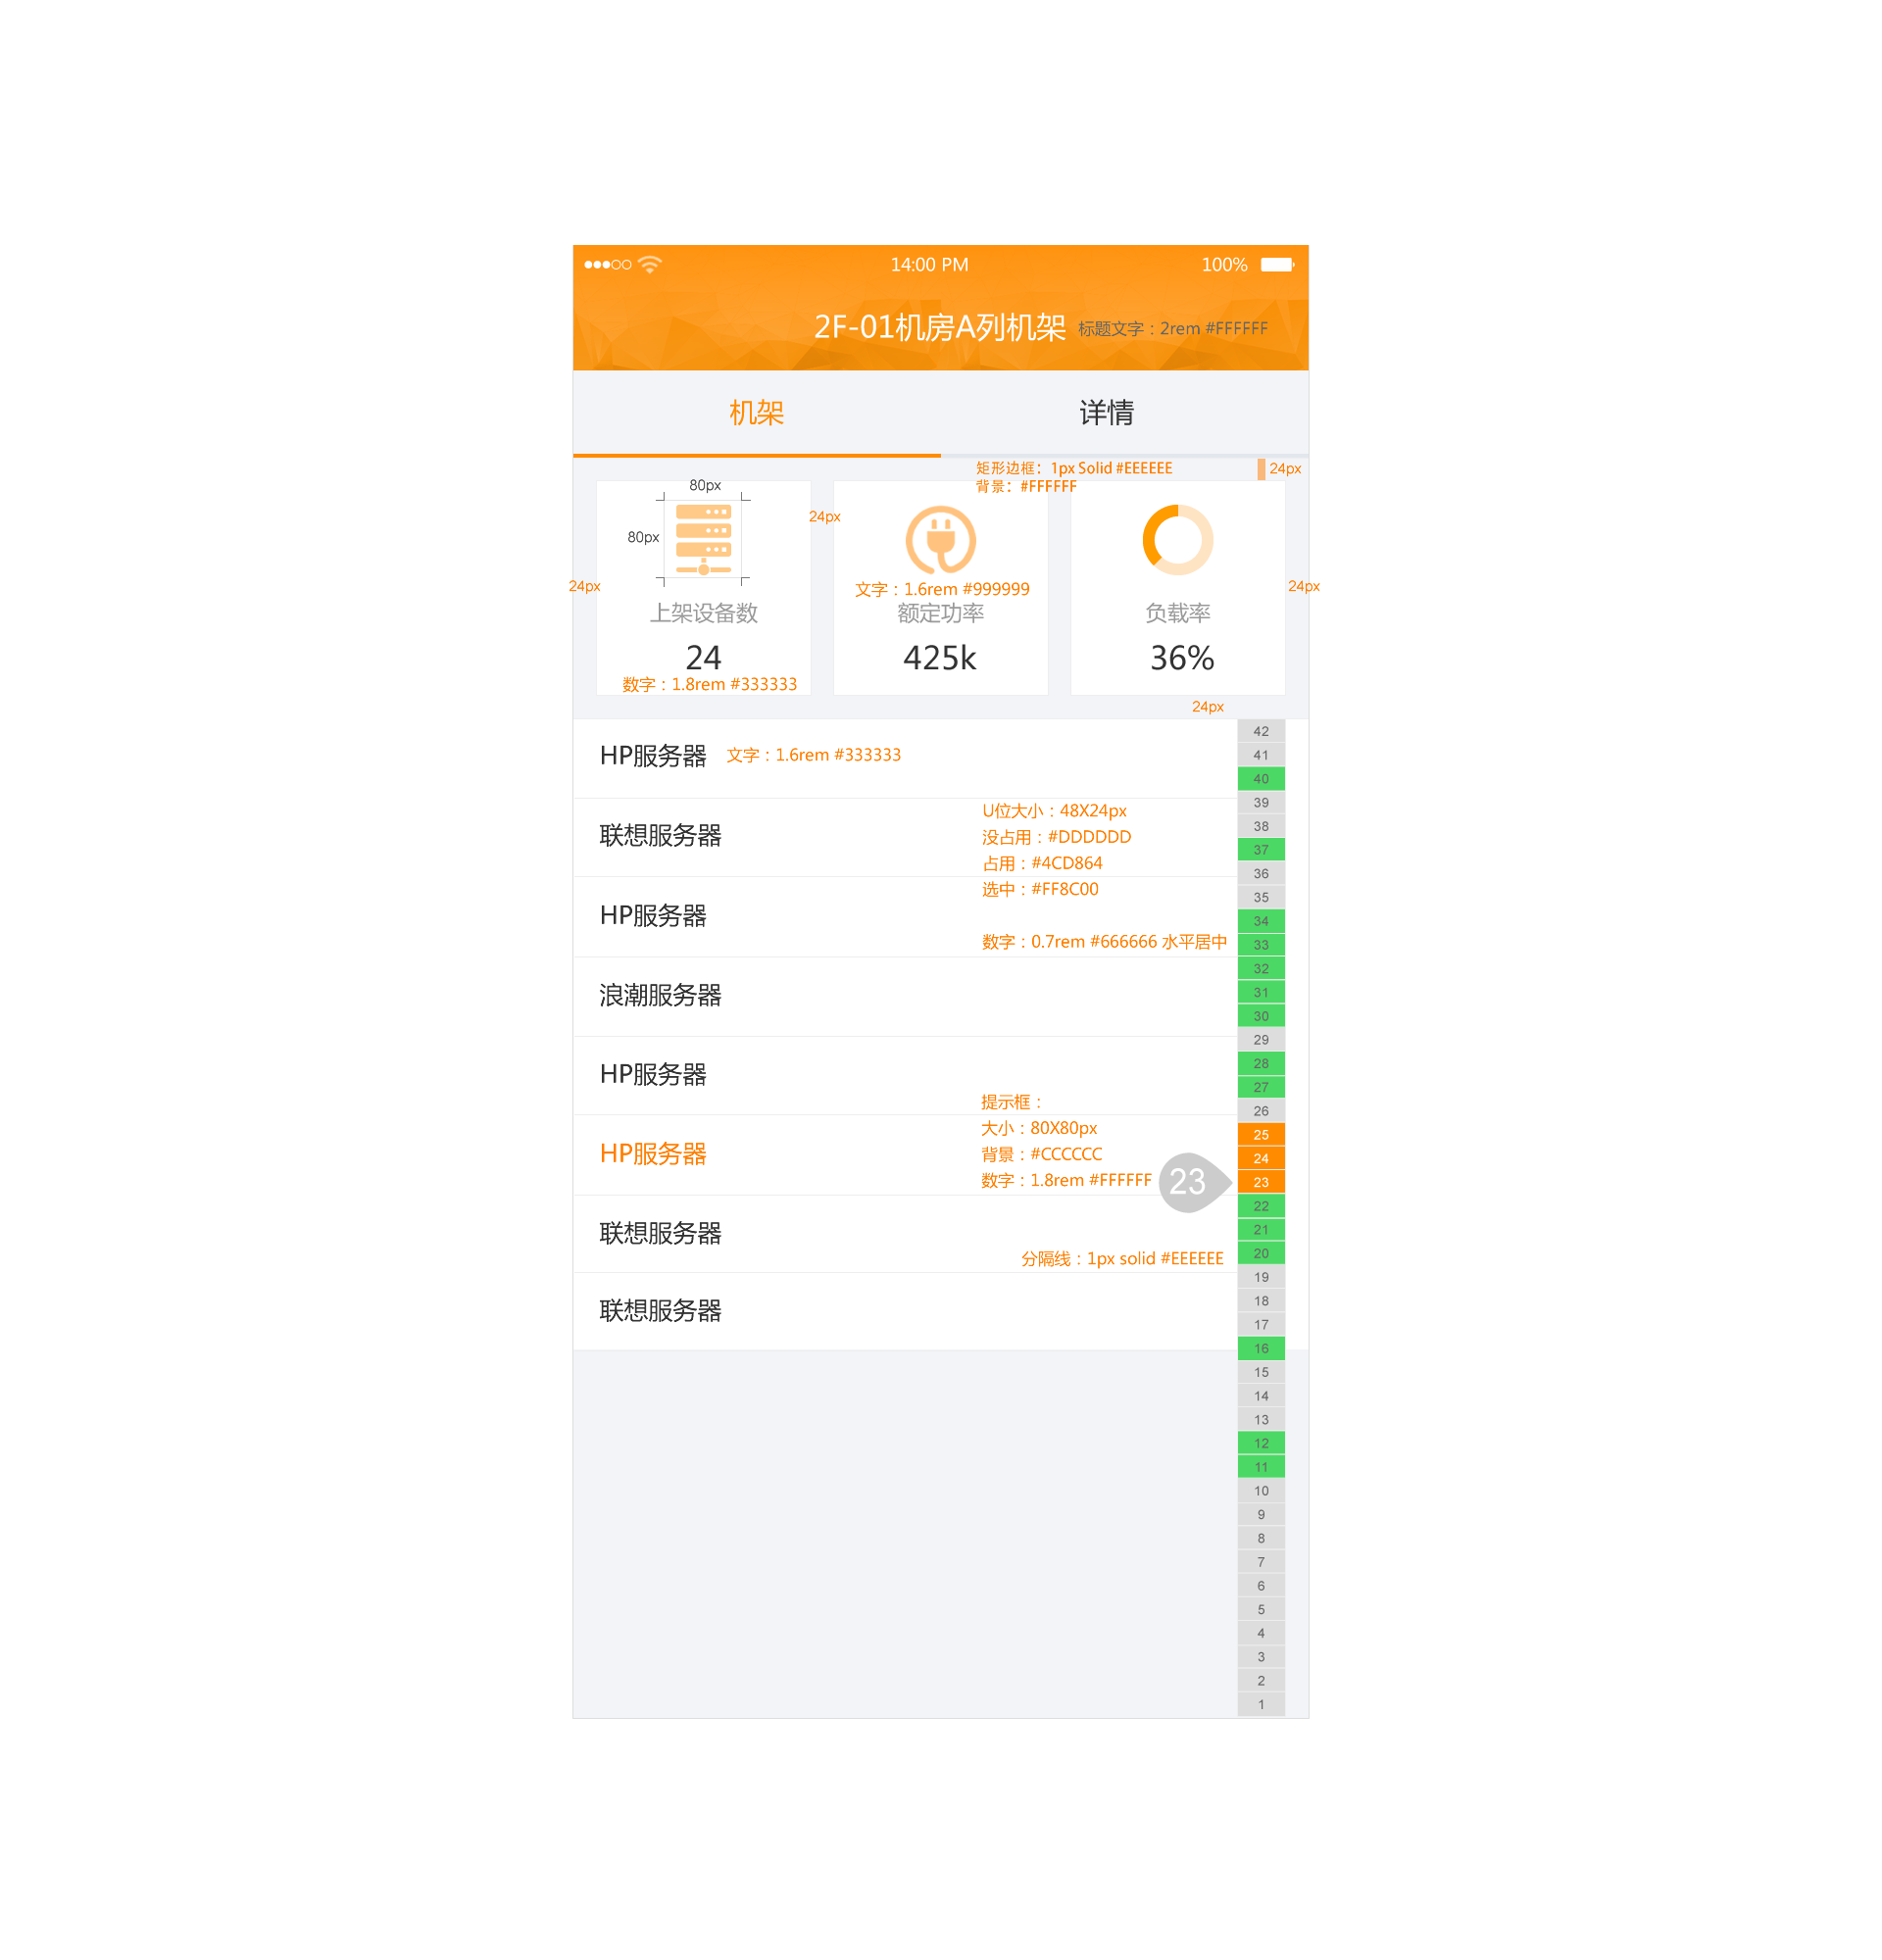 14:00 PM 100%
2F-01机房A列机架 标题文字：2rem #FFFFFF
机架 详情
矩形边框：1px Solid #EEEEEE 24px
背景：#FFFFFF
80px
24px
80px
24px 24px
文字：1.6rem #999999
上架设备数 额定功率 负载率
24 425k 36%
数字：1.8rem #333333
24px
HP服务器 文字：1.6rem #333333
联想服务器
U位大小：48X24px
没占用：#DDDDDD
占用：#4CD864
选中：#FF8C00
HP服务器
数字：0.7rem #666666 水平居中
浪潮服务器
HP服务器
提示框：
大小：80X80px
HP服务器
背景：#CCCCCC
数字：1.8rem #FFFFFF
23
联想服务器
分隔线：1px solid #EEEEEE
联想服务器
42
41
40
39
38
37
36
35
34
33
32
31
30
29
28
27
26
25
24
23
22
21
20
19
18
17
16
15
14
13
12
11
10
9
8
7
6
5
4
3
2
1